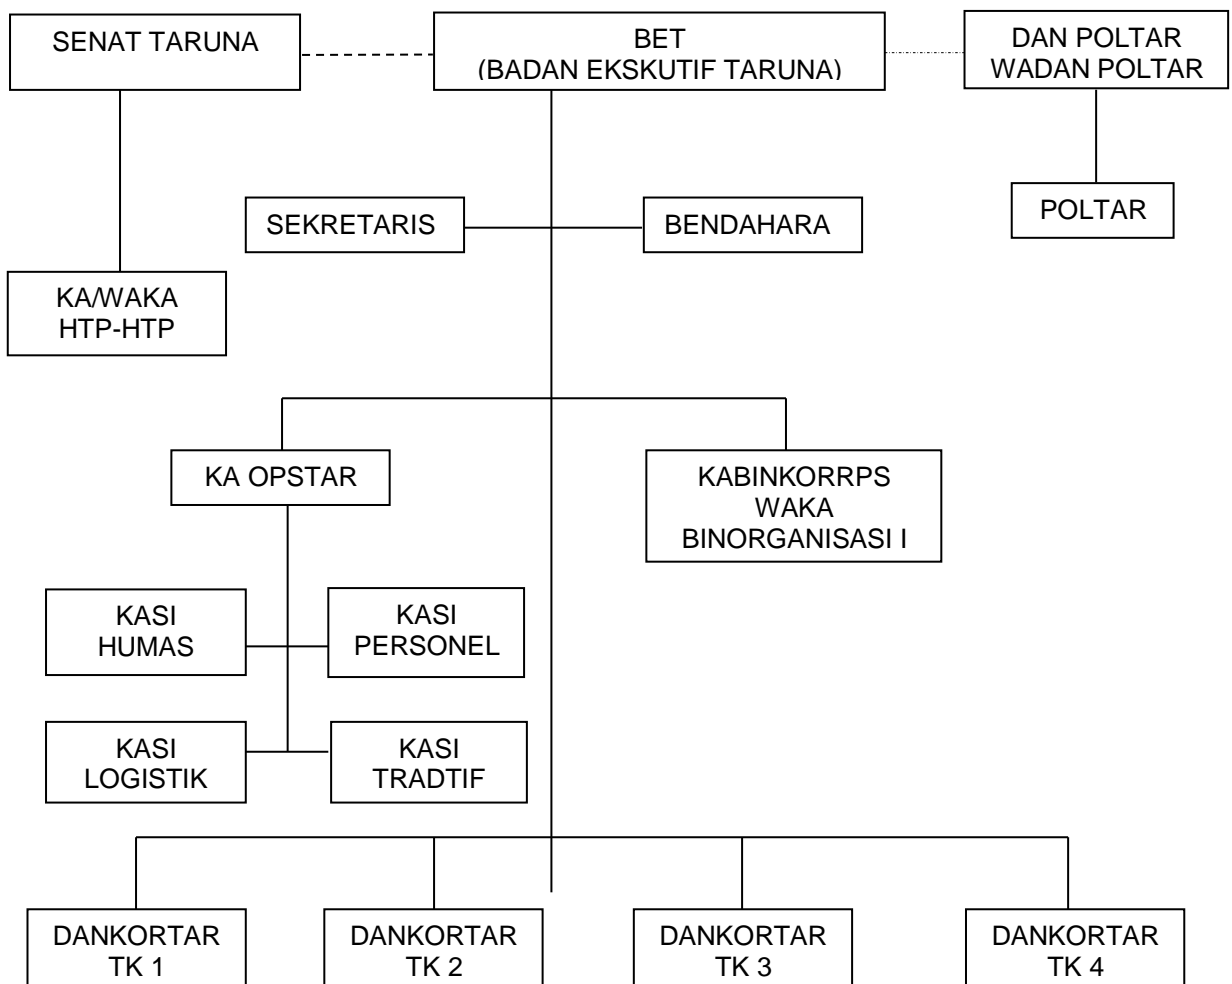 SENAT TARUNA
BET
(BADAN EKSKUTIF TARUNA)
DAN POLTAR
WADAN POLTAR
SEKRETARIS
BENDAHARA
POLTAR
KA/WAKA
HTP-HTP
KA OPSTAR
KABINKORRPS
WAKA
BINORGANISASI I
KASI
HUMAS
KASI
PERSONEL
KASI
LOGISTIK
KASI
TRADTIF
DANKORTAR
TK 1
DANKORTAR
TK 2
DANKORTAR
TK 3
DANKORTAR
TK 4